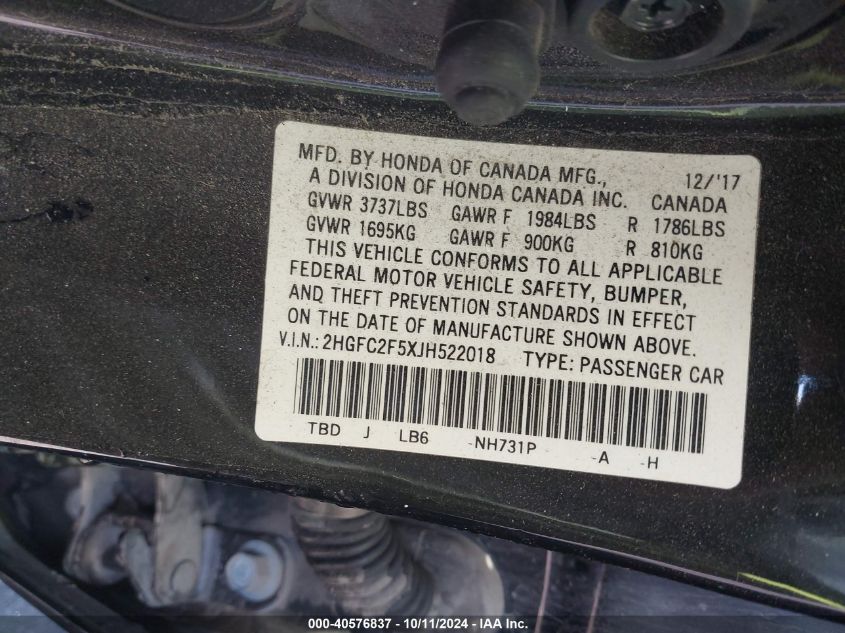 MFD. BY HONDA OF CANADA MFG., 12/'17
A DIVISION OF HONDA CANADA INC. CANADA
GVWR 3737LBS GAWR F 1984LBS R 1786LBS
GVWR 1695KG GAWR F 900KG R 810KG
THIS VEHICLE CONFORMS TO ALL APPLICABLE
FEDERAL MOTOR VEHICLE SAFETY, BUMPER,
AND THEFT PREVENTION STANDARDS IN EFFECT
ON THE DATE OF MANUFACTURE SHOWN ABOVE.
V.I.N.: 2HGFC2F5XJH522018 TYPE: PASSENGER CAR
TBD J LB6 -NH731P -A -H
000-40576837 - 10/11/2024 - IAA Inc.